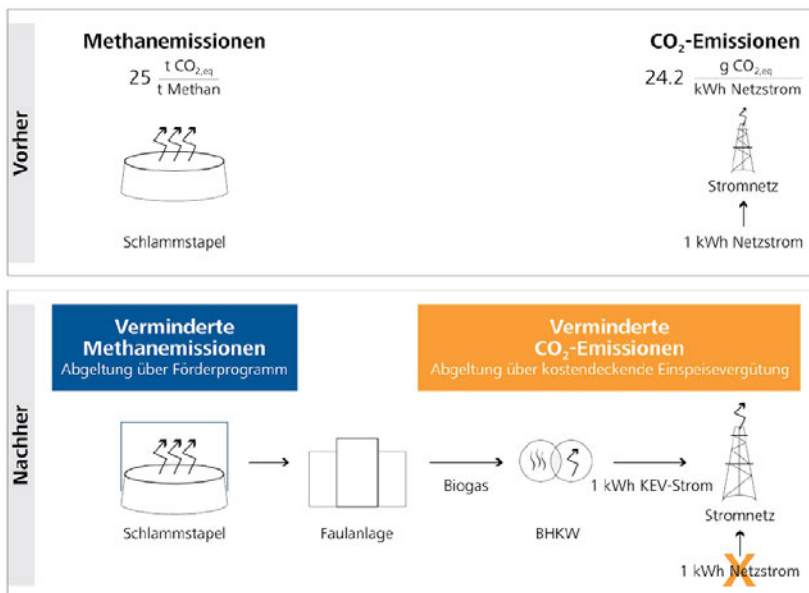 Vorher
Methanemissionen
25 t CO2,eq
t Methan
Schlammstapel
CO2-Emissionen
24.2 g CO2,eq
kWh Netzstrom
Stromnetz
1 kWh Netzstrom
Nachher
Verminderte
Methanemissionen
Abgeltung über Förderprogramm
Verminderte
CO2-Emissionen
Abgeltung über kostendeckende Einspeisevergütung
Schlammstapel
Faulanlage
Biogas
BHKW
1 kWh KEV-Strom
Stromnetz
1 kWh Netzstrom
X